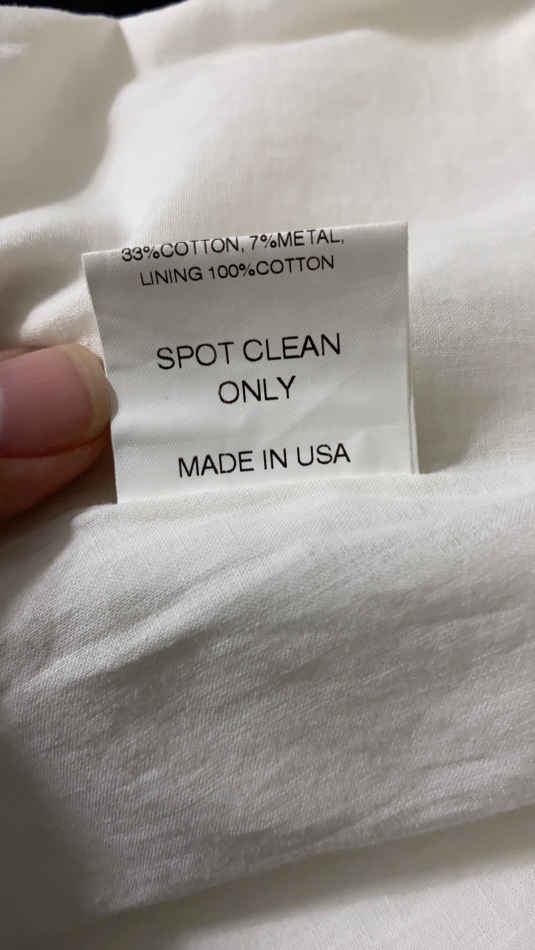 33%COTTON, 7%METAL,
LINING 100%COTTON
SPOT CLEAN
ONLY
MADE IN USA